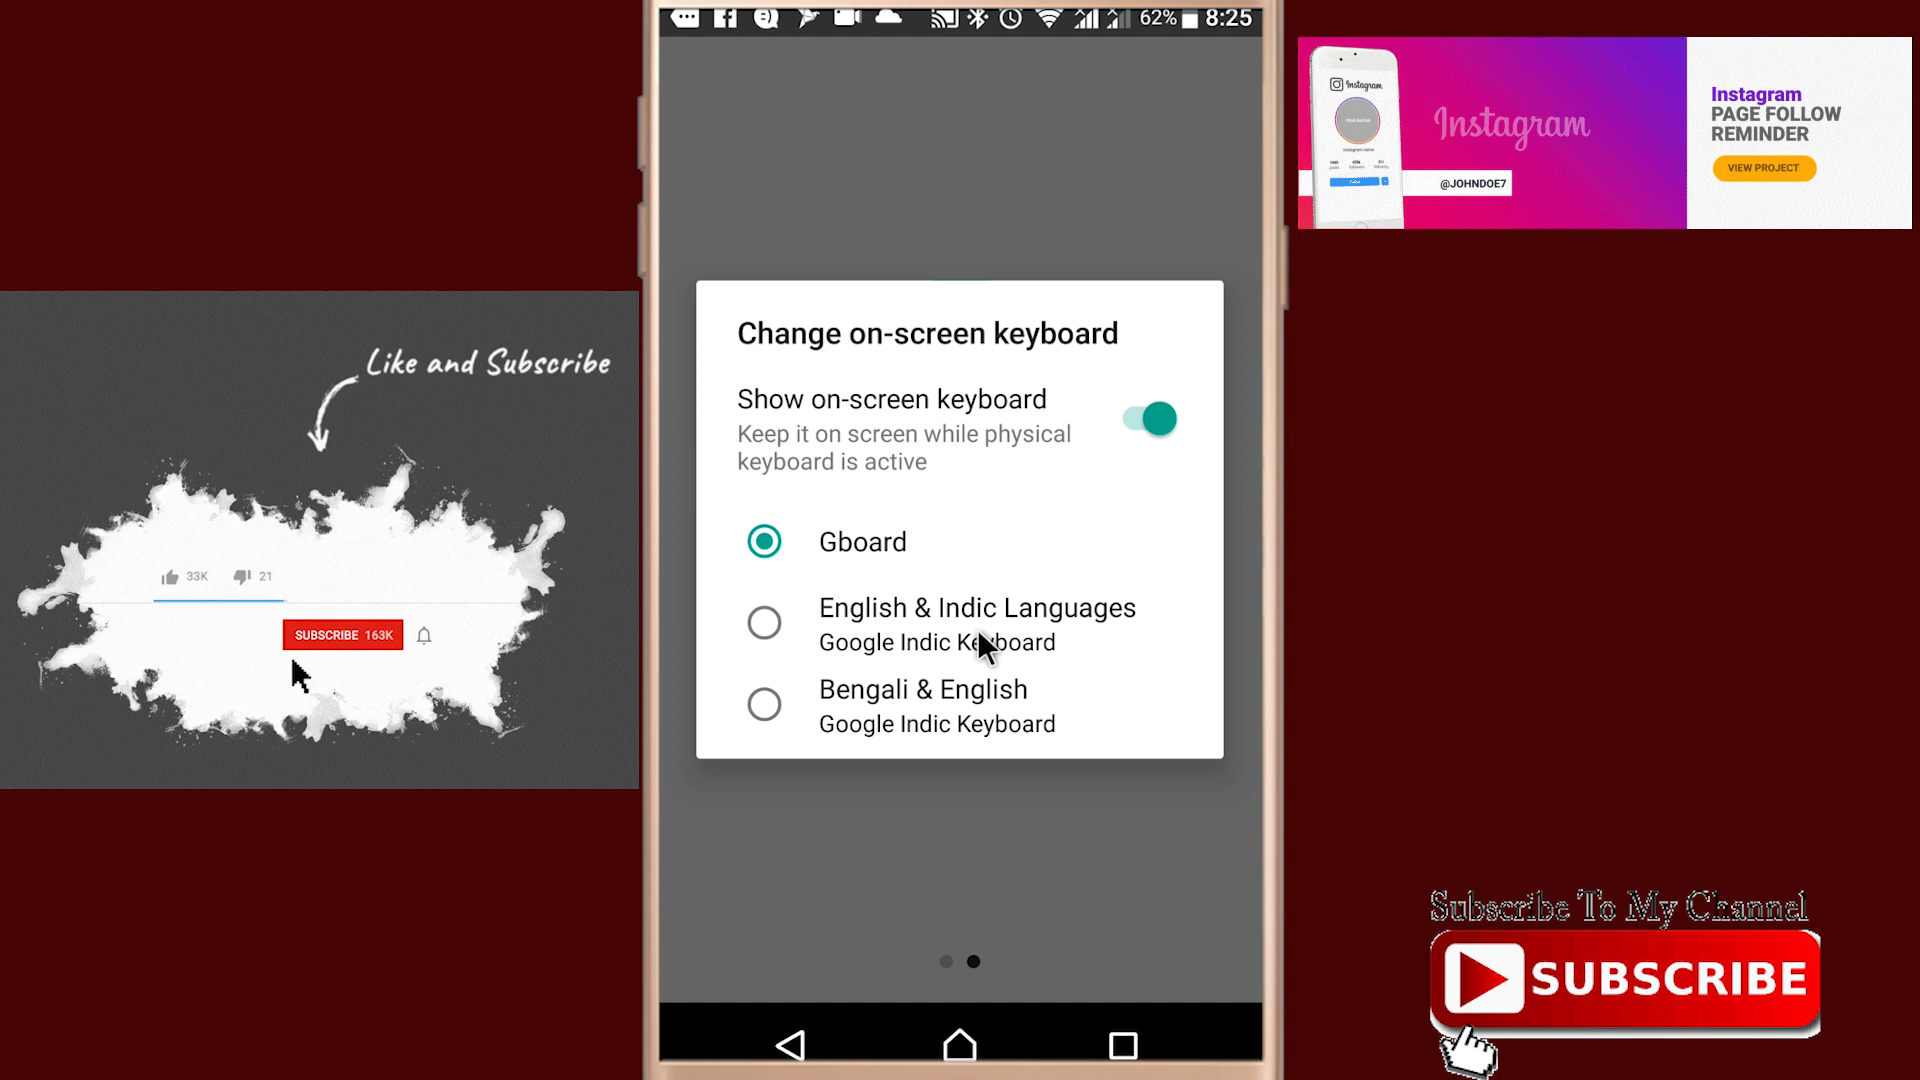 62% 8:25
Instagram
Instagram
@JOHNDOE7
Instagram
PAGE FOLLOW
REMINDER
VIEW PROJECT
Like and Subscribe
33K 21
SUBSCRIBE 163K
Change on-screen keyboard
Show on-screen keyboard
Keep it on screen while physical
keyboard is active
Gboard
English & Indic Languages
Google Indic Keyboard
Bengali & English
Google Indic Keyboard
Subscribe To My Channel
SUBSCRIBE